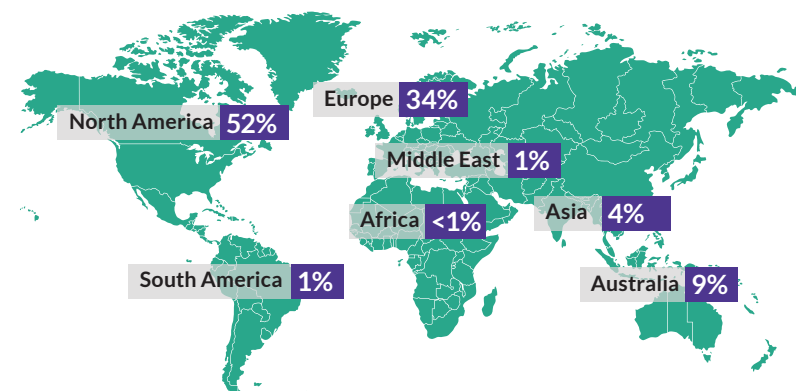 North America 52%
Europe 34%
Middle East 1%
Africa <1%
Asia 4%
South America 1%
Australia 9%